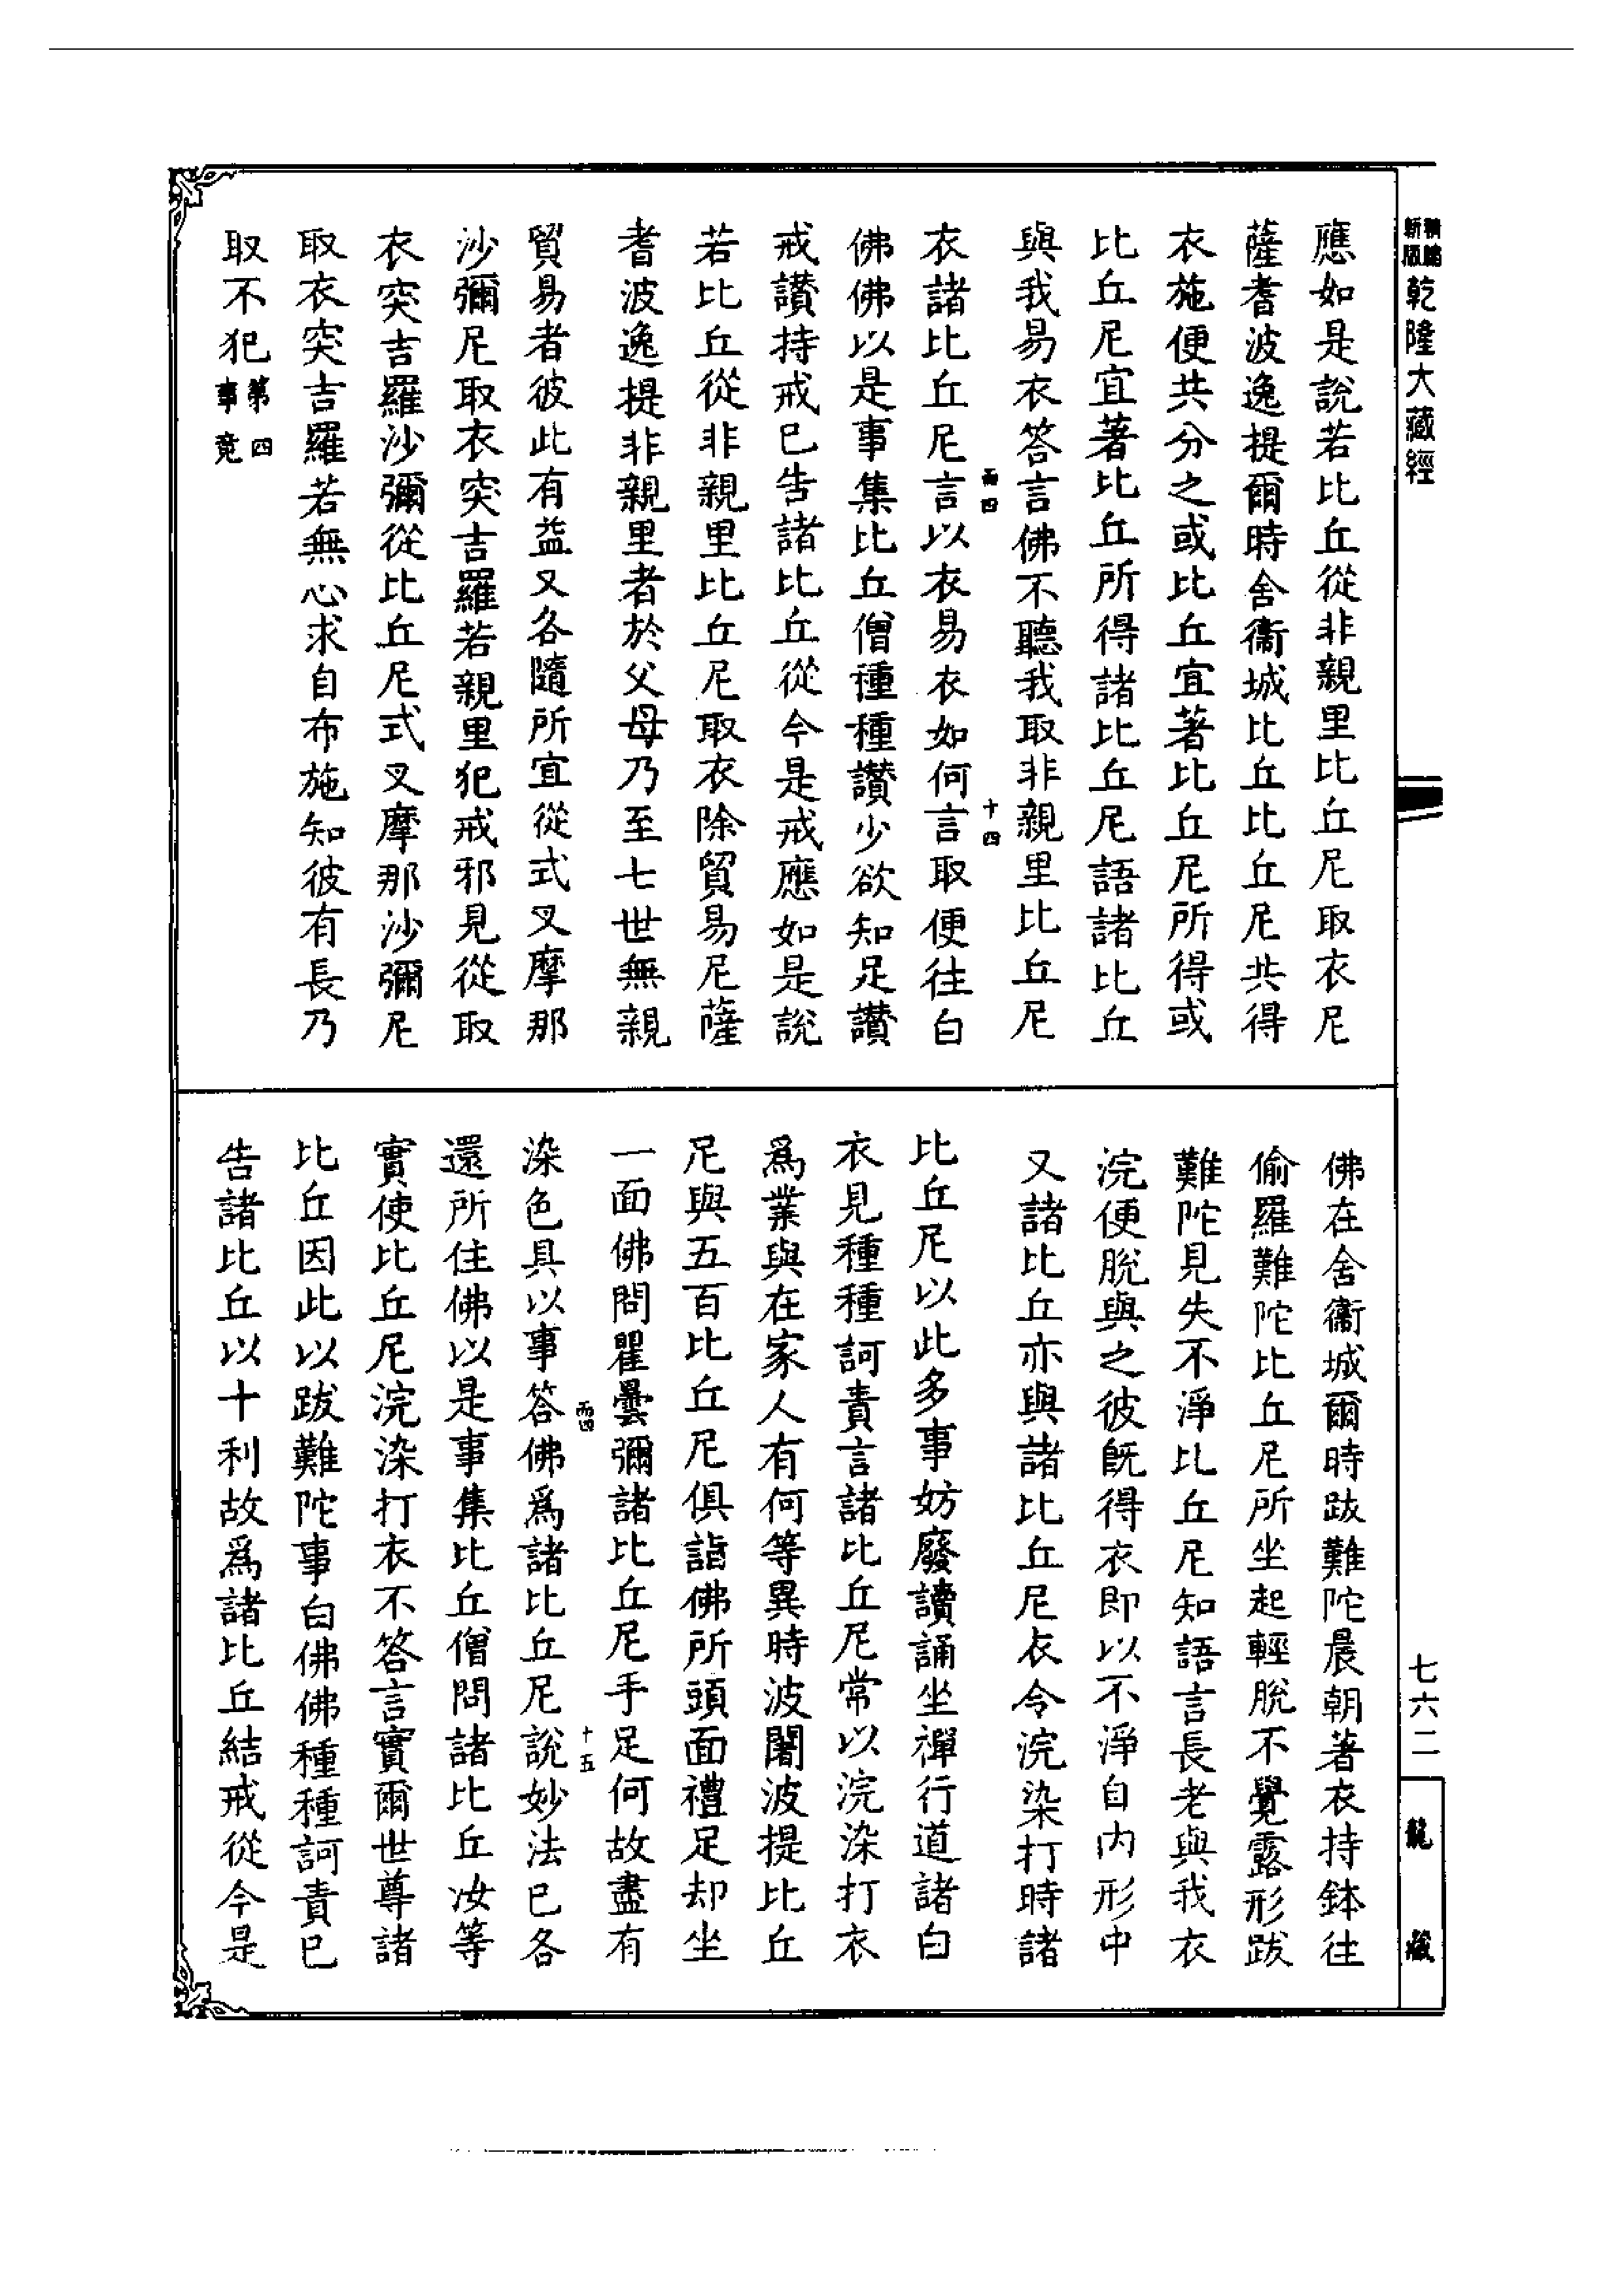 乾隆大藏經
應如是說若比丘從非親里比丘尼取衣尼
薩耆波逸提爾時舍衞城比丘比丘尼共得
衣施便共分之或比丘宜著比丘尼所得或
比丘尼宜著比丘所得諸比丘尼語諸比丘
與我易衣答言佛不聽我取非親里比丘尼
衣諸比丘尼言以衣易衣如何言取便往白
佛佛以是事集比丘僧種種讚少欲知足讚
戒讚持戒已告諸比丘從今是戒應如是說
若比丘從非親里比丘尼取衣除貿易尼薩
耆波逸提非親里者於父母乃至七世無親
貿易者彼此有益又各隨所宜從式叉摩那
沙彌尼取衣突吉羅若親里犯戒邪見從取
衣突吉羅沙彌從比丘尼式叉摩那沙彌尼
取衣突吉羅若無心求自布施知彼有長乃
取不犯第四事竟
而四
十四
佛在舍衞城爾時跋難陀晨朝著衣持鉢往
偷羅難陀比丘尼所坐起輕脫不覺露形跋
難陀見失不淨比丘尼知語言長老與我衣
浣便脫與之彼旣得衣即以不淨自內形中
又諸比丘亦與諸比丘尼衣令浣染打時諸
比丘尼以此多事妨廢讀誦坐禪行道諸白
衣見種種訶責言諸比丘尼常以浣染打衣
爲業與在家人有何等異時波闍波提比丘
尼與五百比丘尼俱詣佛所頭面禮足却坐
一面佛問瞿曇彌諸比丘尼手足何故盡有
染色具以事答佛爲諸比丘尼說妙法已各
還所住佛以是事集比丘僧問諸比丘汝等
實使比丘尼浣染打衣不答言實爾世尊諸
比丘因此以跋難陀事白佛佛種種訶責已
告諸比丘以十利故爲諸比丘結戒從今是
而四
十五
七六二
龍藏